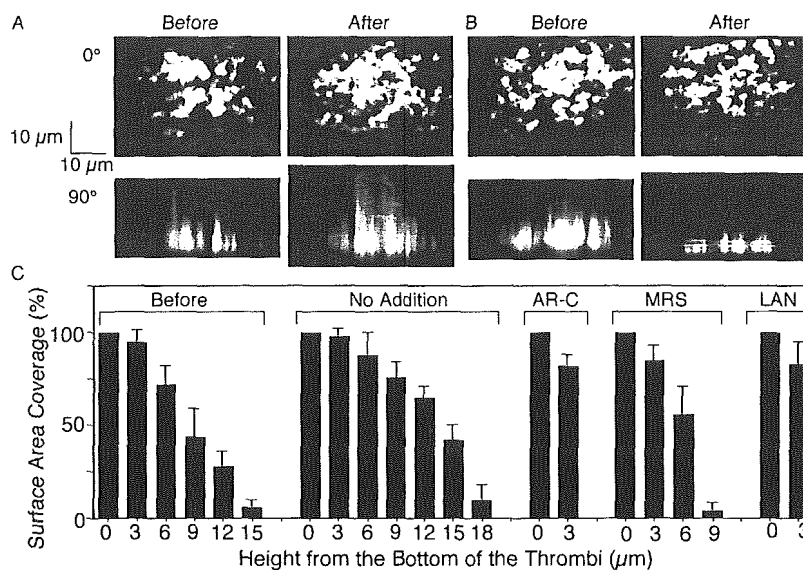 A Before After B Before After
0°
10 µm
10 µm
90°
C
Before No Addition AR-C MRS LAN
Surface Area Coverage (%)
100
50
0
0 3 6 9 12 15 0 3 6 9 12 15 18 0 3 0 3 6 9 0
Height from the Bottom of the Thrombi (µm)